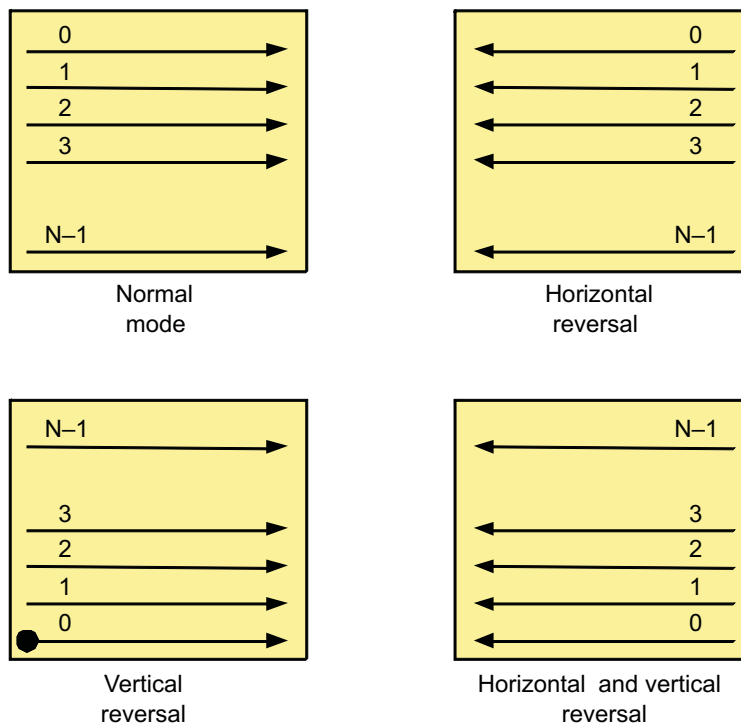 0
1
2
3
N–1
Normal
mode
0
1
2
3
N–1
Horizontal
reversal
N–1
3
2
1
0
Vertical
reversal
N–1
3
2
1
0
Horizontal and vertical
reversal